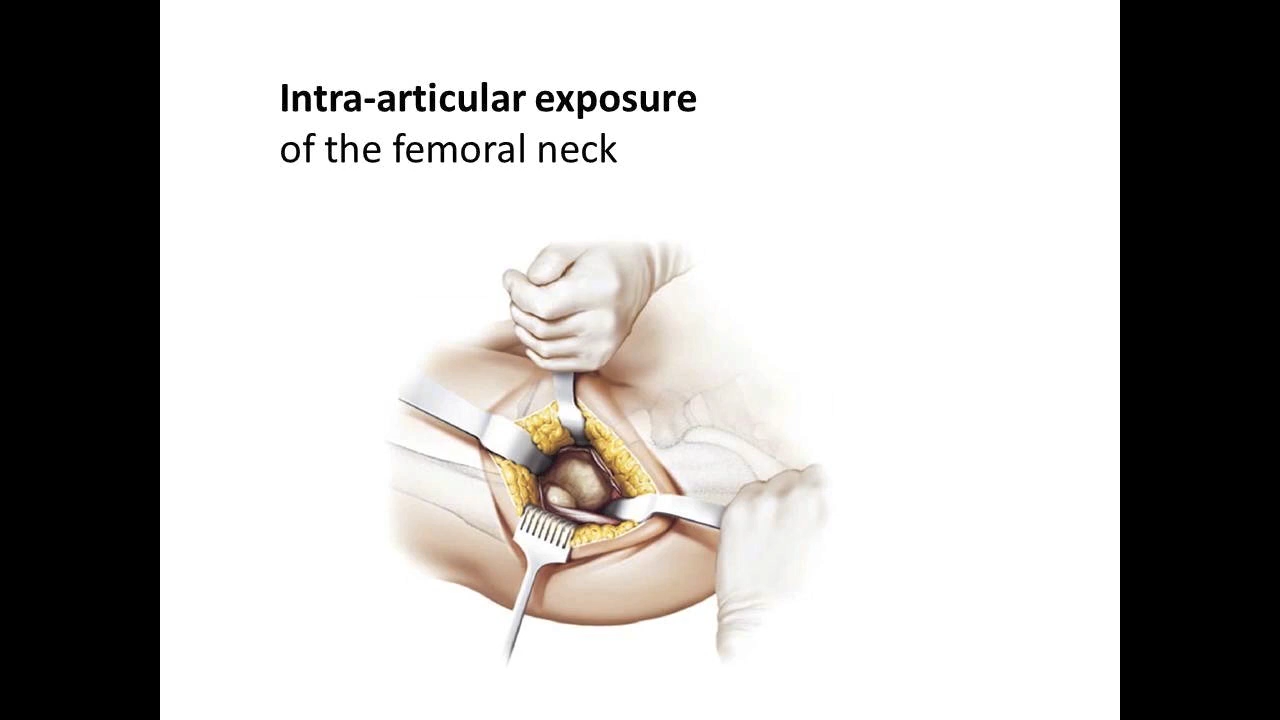 Intra-articular exposure
of the femoral neck